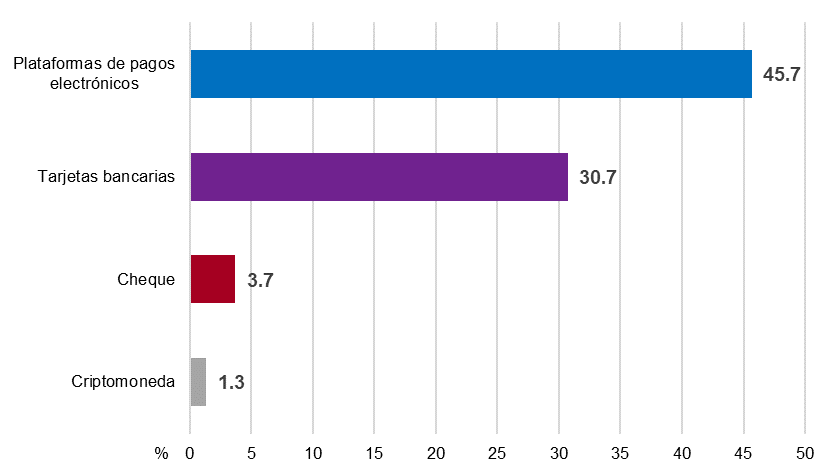 Plataformas de pagos
electrónicos
45.7
Tarjetas bancarias
30.7
Cheque
3.7
Criptomoneda
1.3
% 0 5 10 15 20 25 30 35 40 45 50